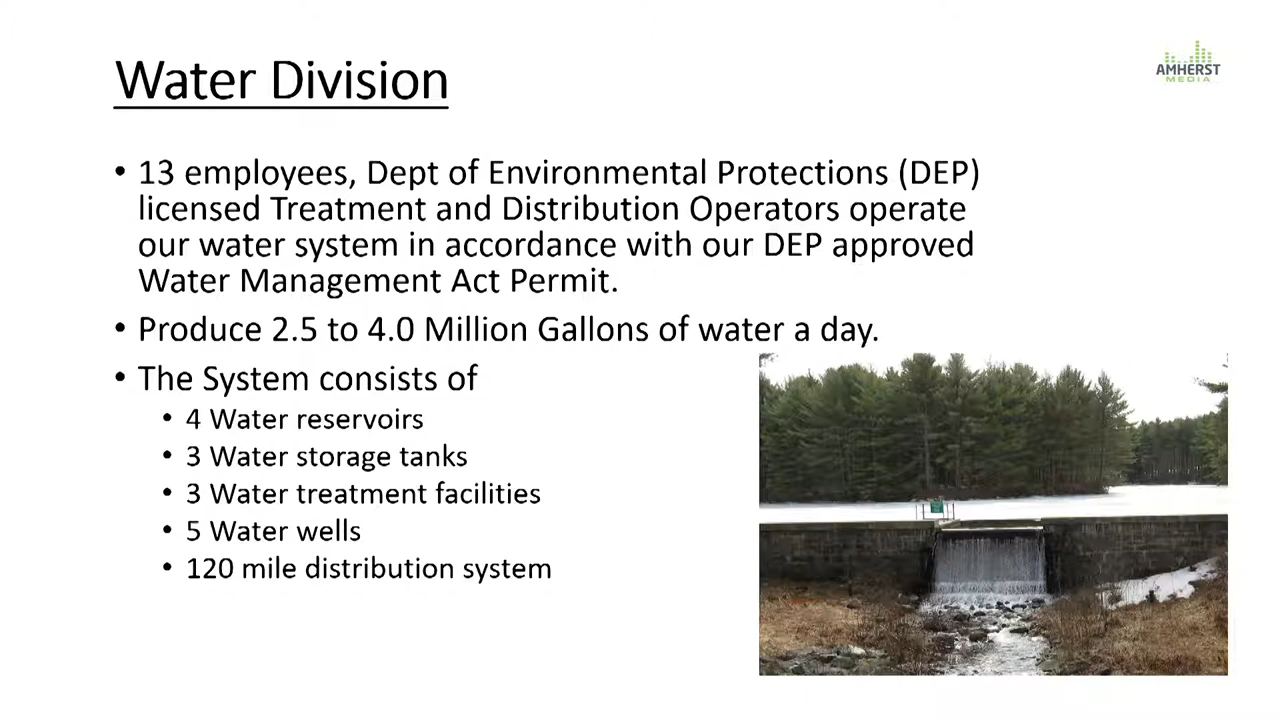 Water Division
AMHERST
MEDIA
• 13 employees, Dept of Environmental Protections (DEP)
licensed Treatment and Distribution Operators operate
our water system in accordance with our DEP approved
Water Management Act Permit.
• Produce 2.5 to 4.0 Million Gallons of water a day.
• The System consists of
• 4 Water reservoirs
• 3 Water storage tanks
• 3 Water treatment facilities
• 5 Water wells
• 120 mile distribution system